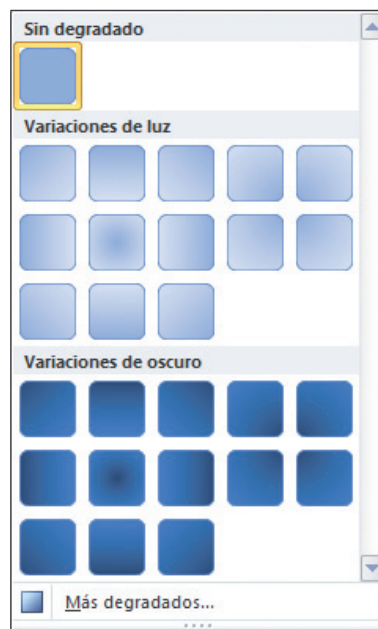 Sin degradado
Variaciones de luz
Variaciones de oscuro
Más degradados...